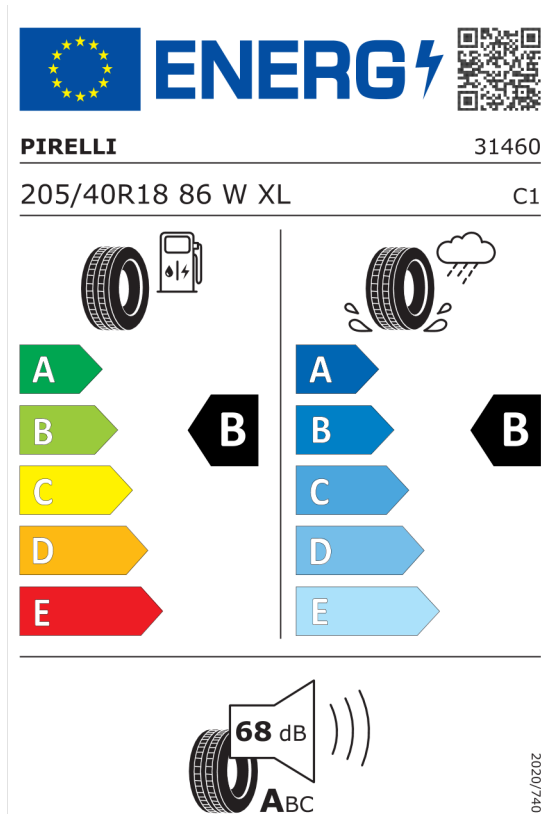 ENERG
PIRELLI 31460
205/40R18 86 W XL C1
A A
B B B B
C C
D D
E E
68 dB
ABC
2020/740